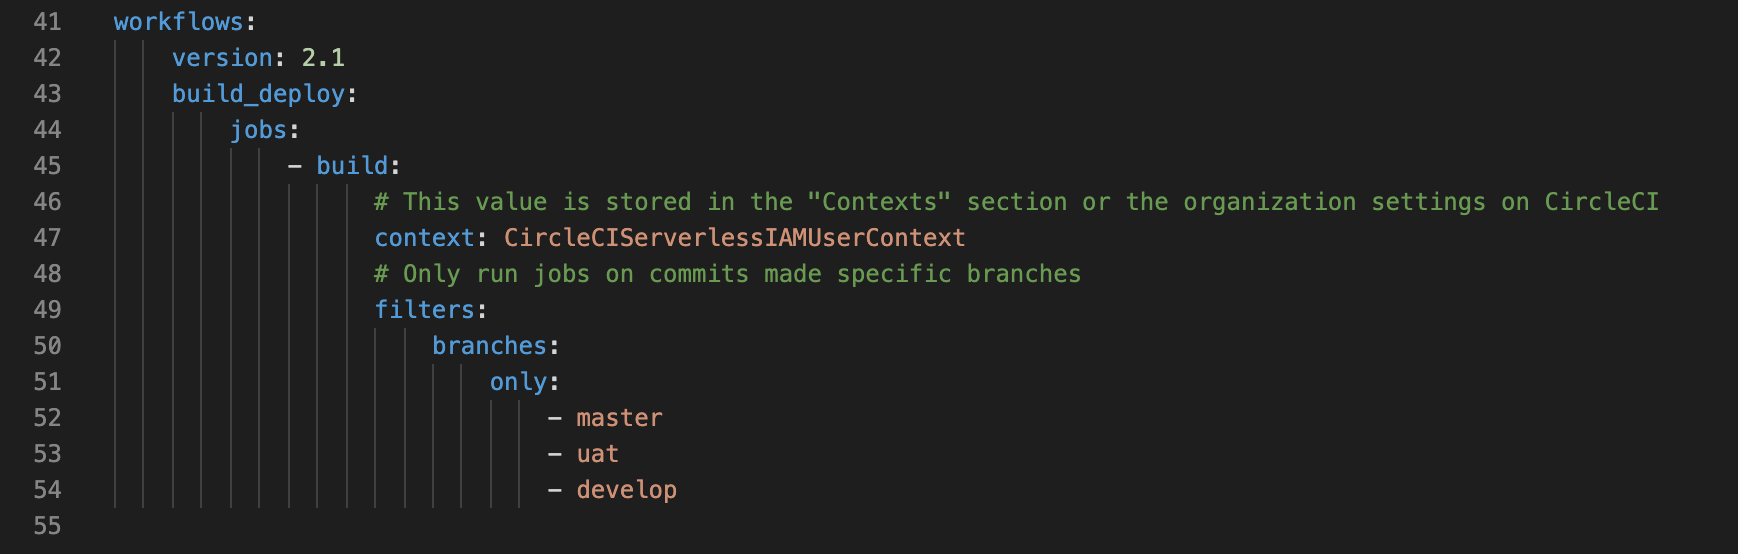 41 workflows:
42     version: 2.1
43     build_deploy:
44         jobs:
45             - build:
46                   # This value is stored in the "Contexts" section or the organization settings on CircleCI
47                   context: CircleCIServerlessIAMUserContext
48                   # Only run jobs on commits made specific branches
49                   filters:
50                       branches:
51                           only:
52                               - master
53                               - uat
54                               - develop
55